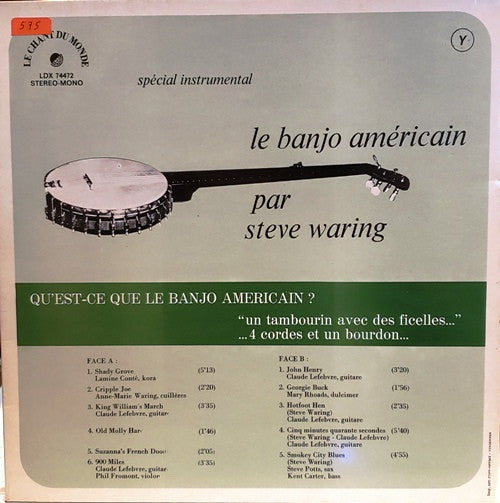 595
LE CHANT DU MONDE
LDX 74472
STEREO-MONO
Y
spécial instrumental
le banjo américain
par
steve waring
QU'EST-CE QUE LE BANJO AMERICAIN ?
“un tambourin avec des ficelles...”
...4 cordes et un bourdon...
FACE A :
1. Shady Grove (5'13)
Lamine Conté, kora
2. Cripple Joe (2'20)
Anne-Marie Waring, cuillères
3. King William's March (3'35)
Claude Lefebvre, guitare
4. Old Molly Hare (1'46)
5. Suzanna's French Door (2'05)
6. 900 Miles (3'35)
Claude Lefebvre, guitare
Phil Fromont, violon
FACE B :
1. John Henry (3'20)
Claude Lefebvre, guitare
2. Georgie Buck (1'56)
Mary Rhoads, dulcimer
3. Hotfoot Hen (2'35)
(Steve Waring)
Claude Lefebvre, guitare
4. Cinq minutes quarante secondes (5'40)
(Steve Waring - Claude Lefebvre)
Claude Lefebvre, guitare
5. Smokey City Blues (4'55)
(Steve Waring)
Steve Potts, sax
Kent Carter, bass